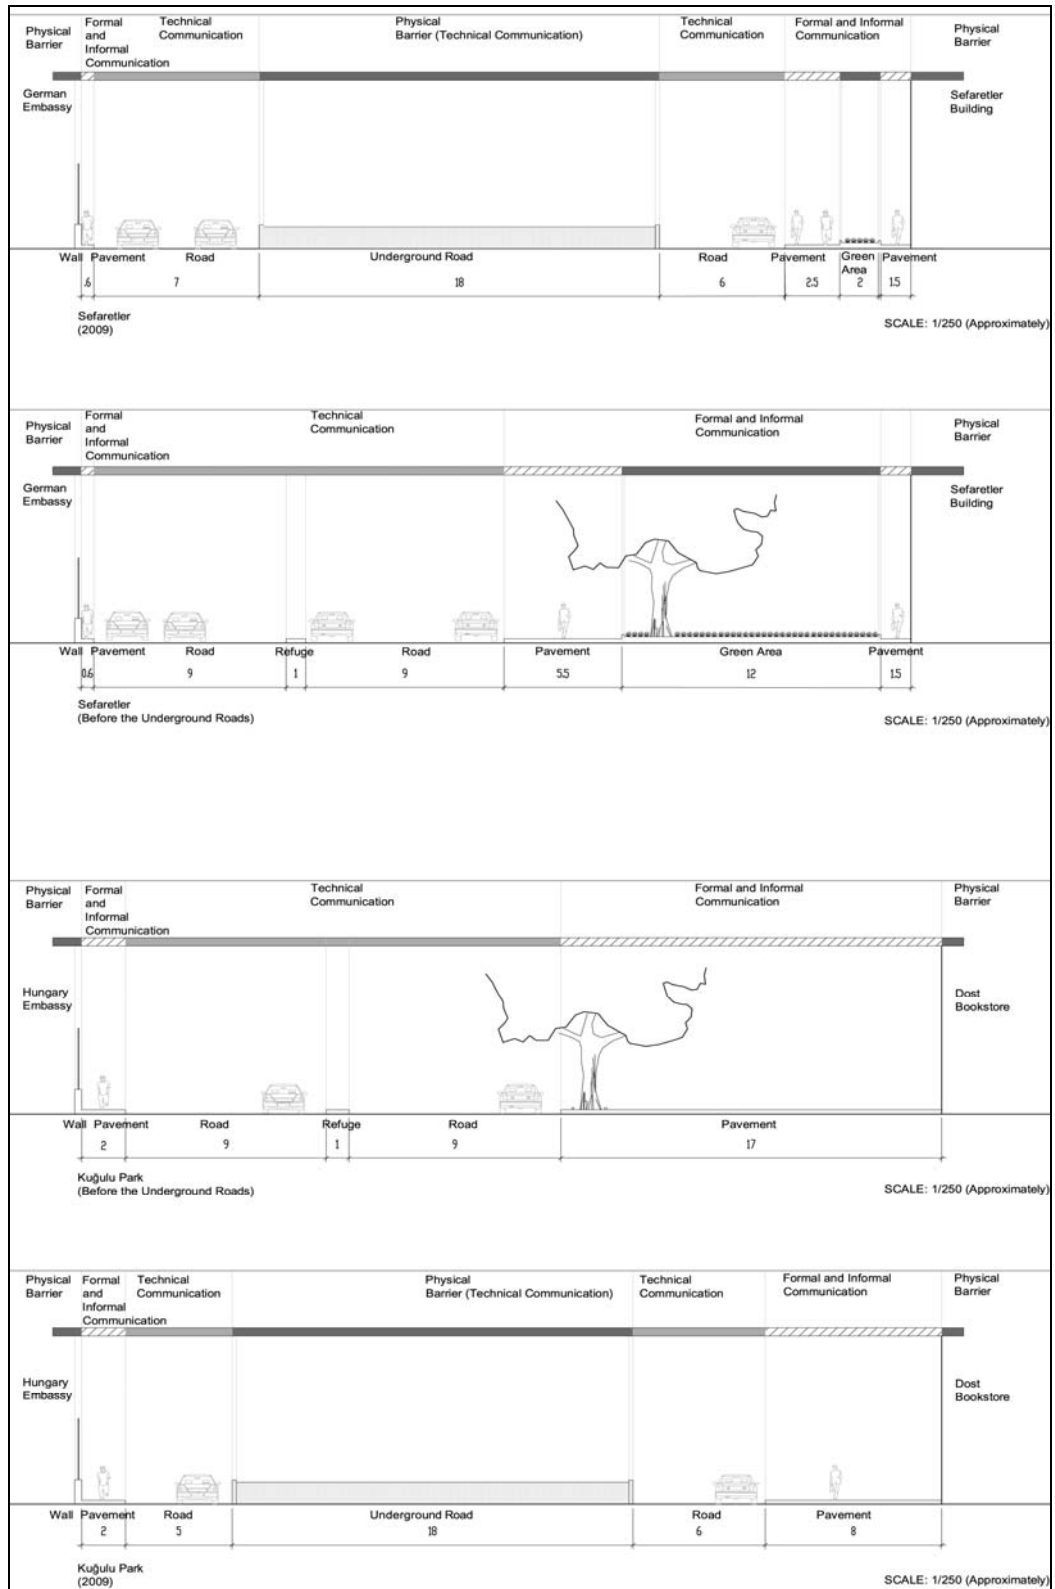 Physical
Barrier
Formal
and
Informal
Communication
Technical
Communication
Physical
Barrier (Technical Communication)
Technical
Communication
Formal and Informal
Communication
Physical
Barrier
German
Embassy
Sefaretler
Building
Wall Pavement Road Underground Road Road Pavement Green Area Pavement
.6 7 18 6 2.5 2 1.5
Sefaretler
(2009)
SCALE: 1/250 (Approximately)
Physical
Barrier
Formal
and
Informal
Communication
Technical
Communication
Formal and Informal
Communication
Physical
Barrier
German
Embassy
Sefaretler
Building
Wall Pavement Road Refuge Road Pavement Green Area Pavement
0.6 9 1 9 5.5 12 1.5
Sefaretler
(Before the Underground Roads)
SCALE: 1/250 (Approximately)
Physical
Barrier
Formal
and
Informal
Communication
Technical
Communication
Formal and Informal
Communication
Physical
Barrier
Hungary
Embassy
Dost
Bookstore
Wall Pavement Road Refuge Road Pavement
2 9 1 9 17
Kuğulu Park
(Before the Underground Roads)
SCALE: 1/250 (Approximately)
Physical
Barrier
Formal
and
Informal
Communication
Technical
Communication
Physical
Barrier (Technical Communication)
Technical
Communication
Formal and Informal
Communication
Physical
Barrier
Hungary
Embassy
Dost
Bookstore
Wall Pavement Road Underground Road Road Pavement
2 5 18 6 8
Kuğulu Park
(2009)
SCALE: 1/250 (Approximately)